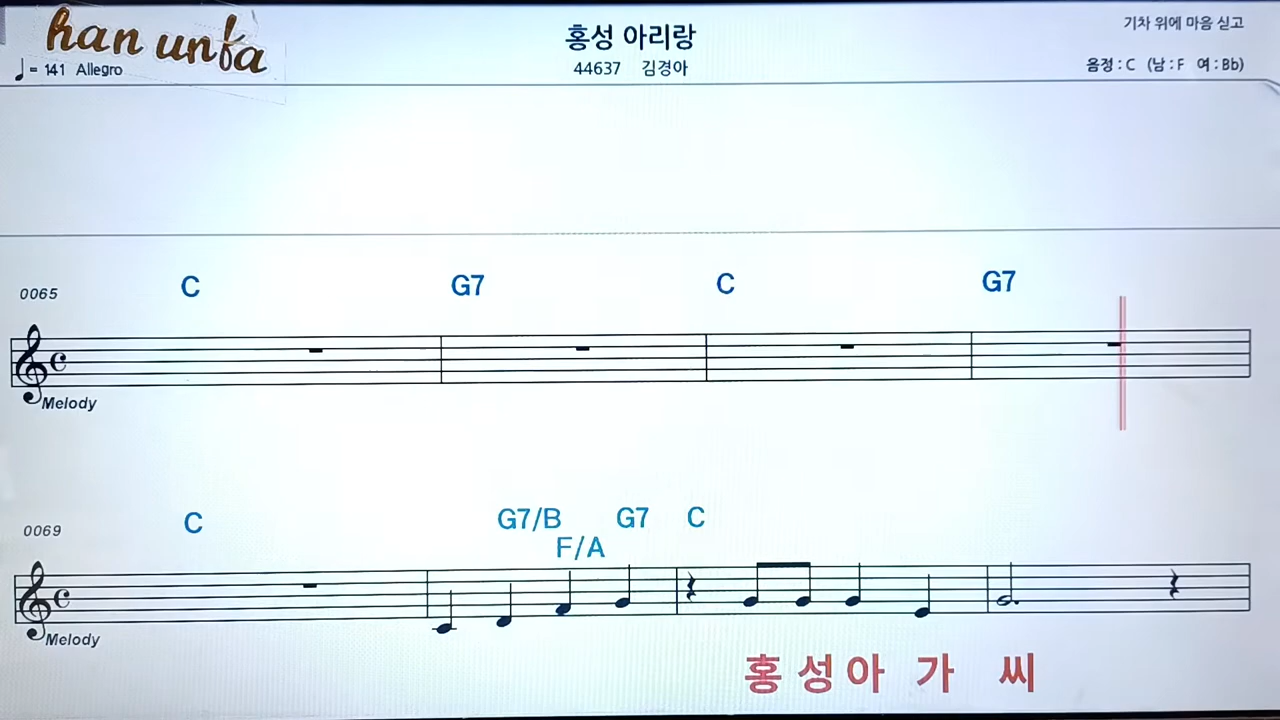 han unfa
♩= 141 Allegro
홍성 아리랑
44637 김경아
기차 위에 마음 싣고
음정 : C (남 : F 여 : Bb)
0065
C G7 C G7
Melody
0069
C G7/B G7 C
F/A
Melody
홍 성 아 가 씨